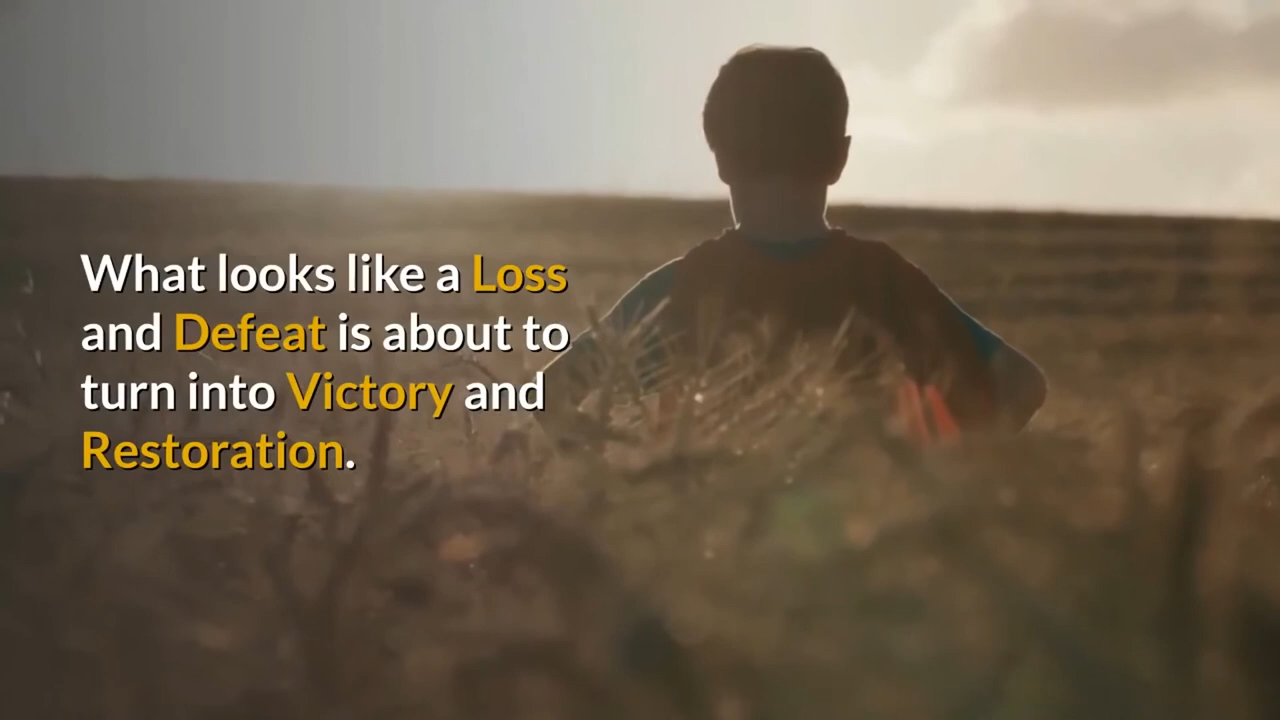 What looks like a Loss
and Defeat is about to
turn into Victory and
Restoration.